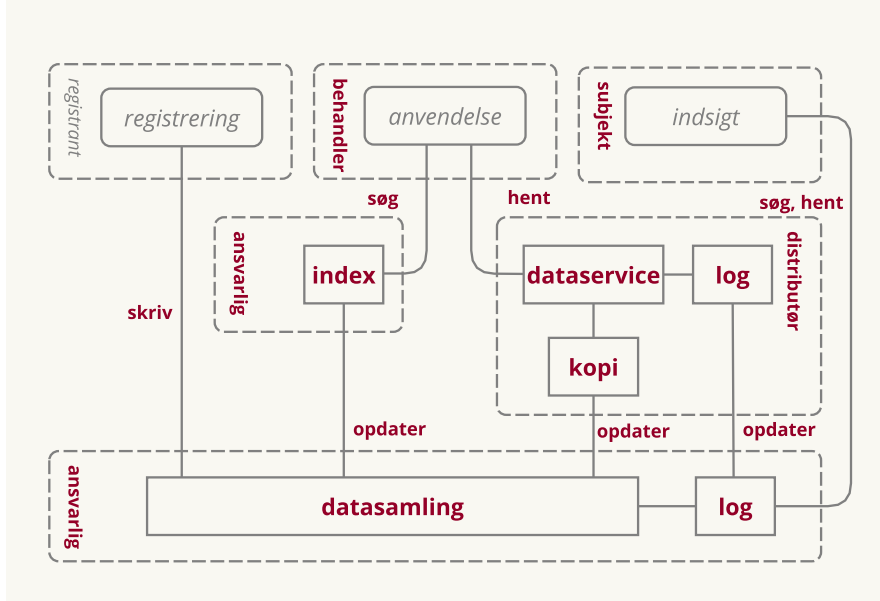 registrant
registrering
behandler
anvendelse
subjekt
indsigt
søg
hent
søg, hent
ansvarlig
index
dataservice
log
distributør
skriv
kopi
opdater
opdater
opdater
ansvarlig
datasamling
log